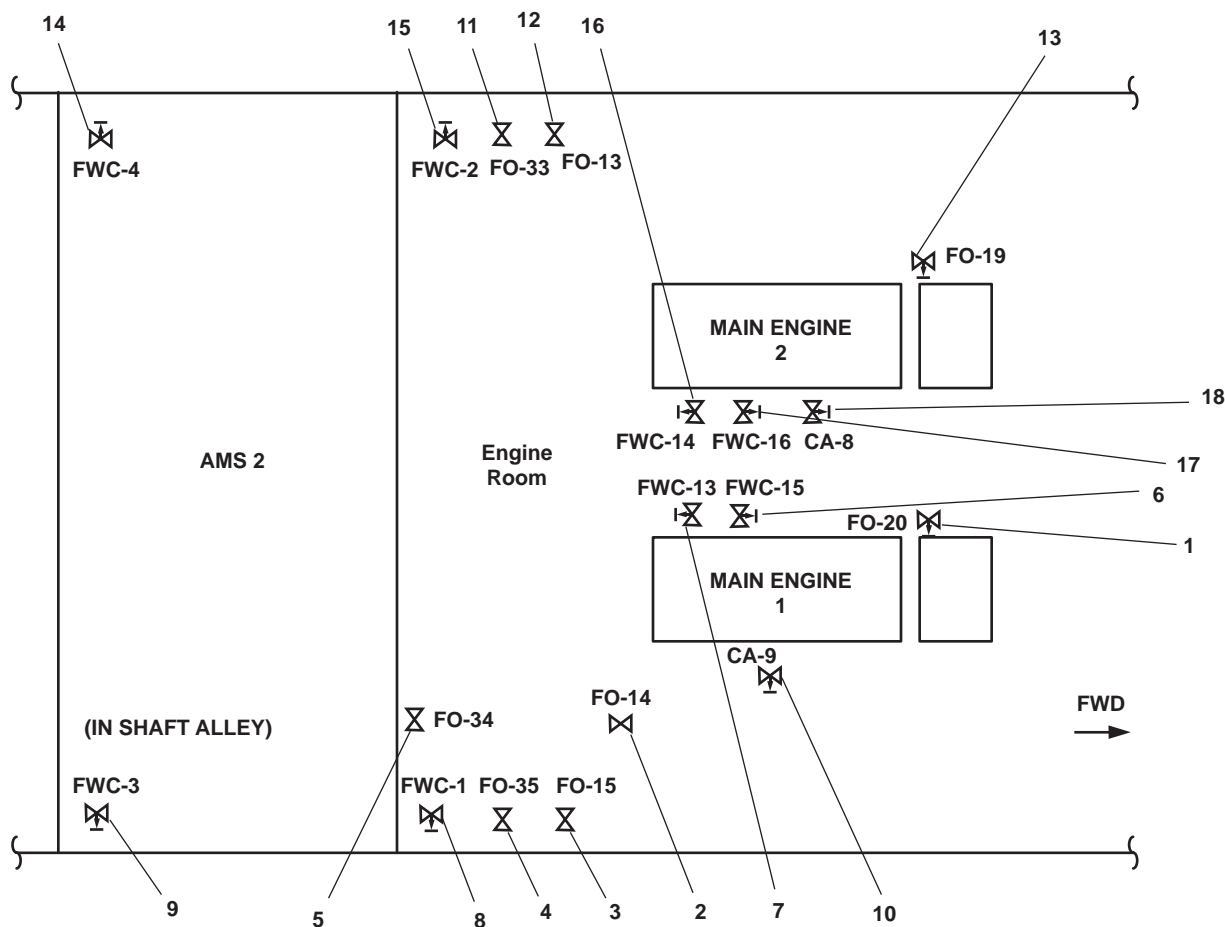 14
15
11
12
16
13
FWC-4
FWC-2
FO-33
FO-13
FO-19
MAIN ENGINE
2
18
FWC-14
FWC-16
CA-8
AMS 2
Engine
Room
17
FWC-13
FWC-15
6
FO-20
1
MAIN ENGINE
1
CA-9
FO-14
FWD
(IN SHAFT ALLEY)
FO-34
FWC-3
FWC-1
FO-35
FO-15
9
5
8
4
3
2
7
10